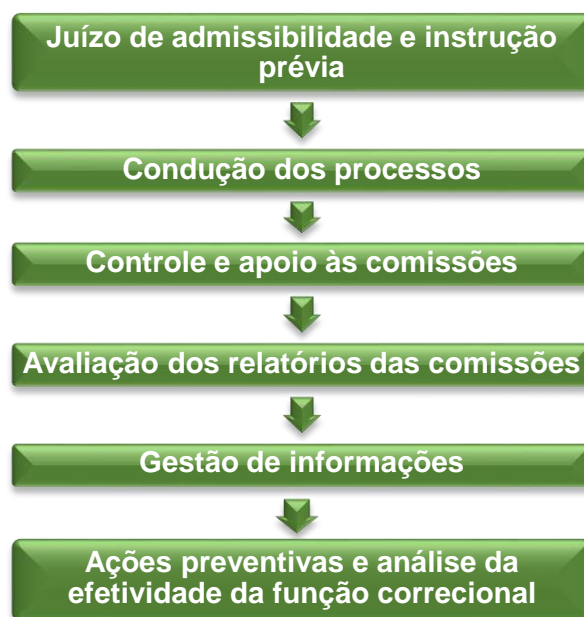 Juízo de admissibilidade e instrução
prévia
Condução dos processos
Controle e apoio às comissões
Avaliação dos relatórios das comissões
Gestão de informações
Ações preventivas e análise da
efetividade da função correcional